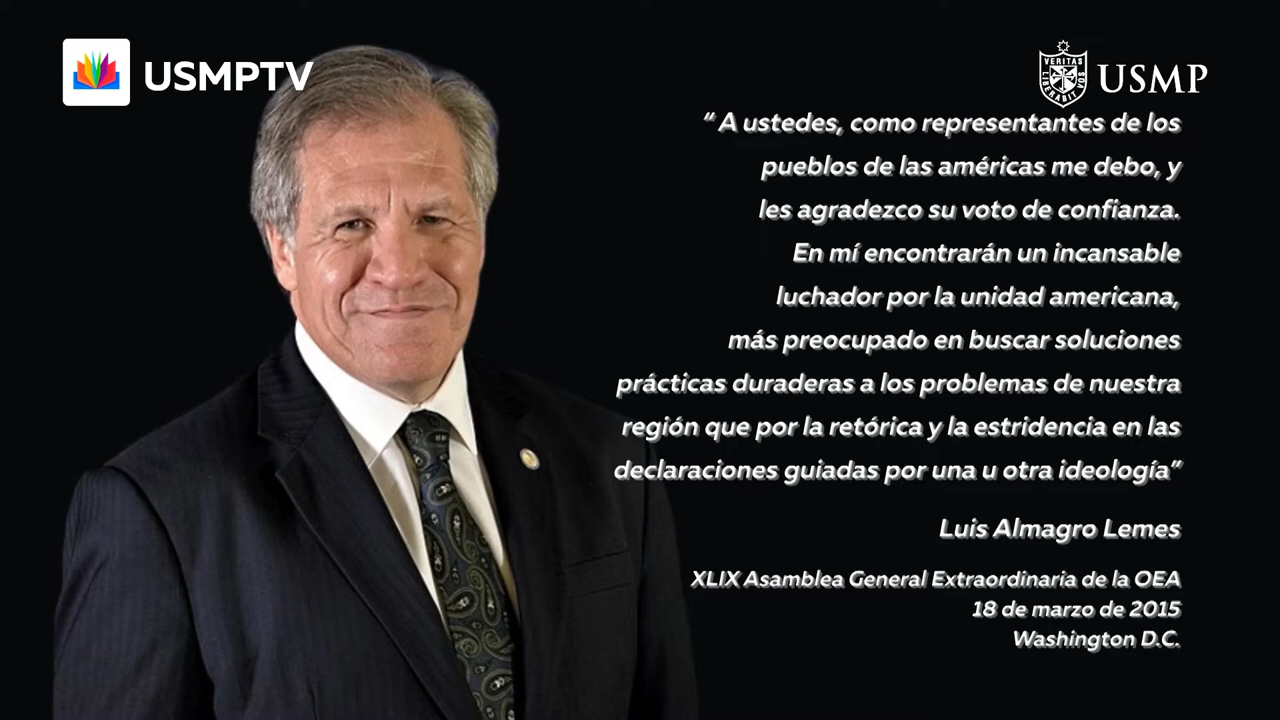 USMPTV
VERITAS
LIBERABIT
VOS
USMP
“ A ustedes, como representantes de los
pueblos de las américas me debo, y
les agradezco su voto de confianza.
En mí encontrarán un incansable
luchador por la unidad americana,
más preocupado en buscar soluciones
prácticas duraderas a los problemas de nuestra
región que por la retórica y la estridencia en las
declaraciones guiadas por una u otra ideología”
Luis Almagro Lemes
XLIX Asamblea General Extraordinaria de la OEA
18 de marzo de 2015
Washington D.C.